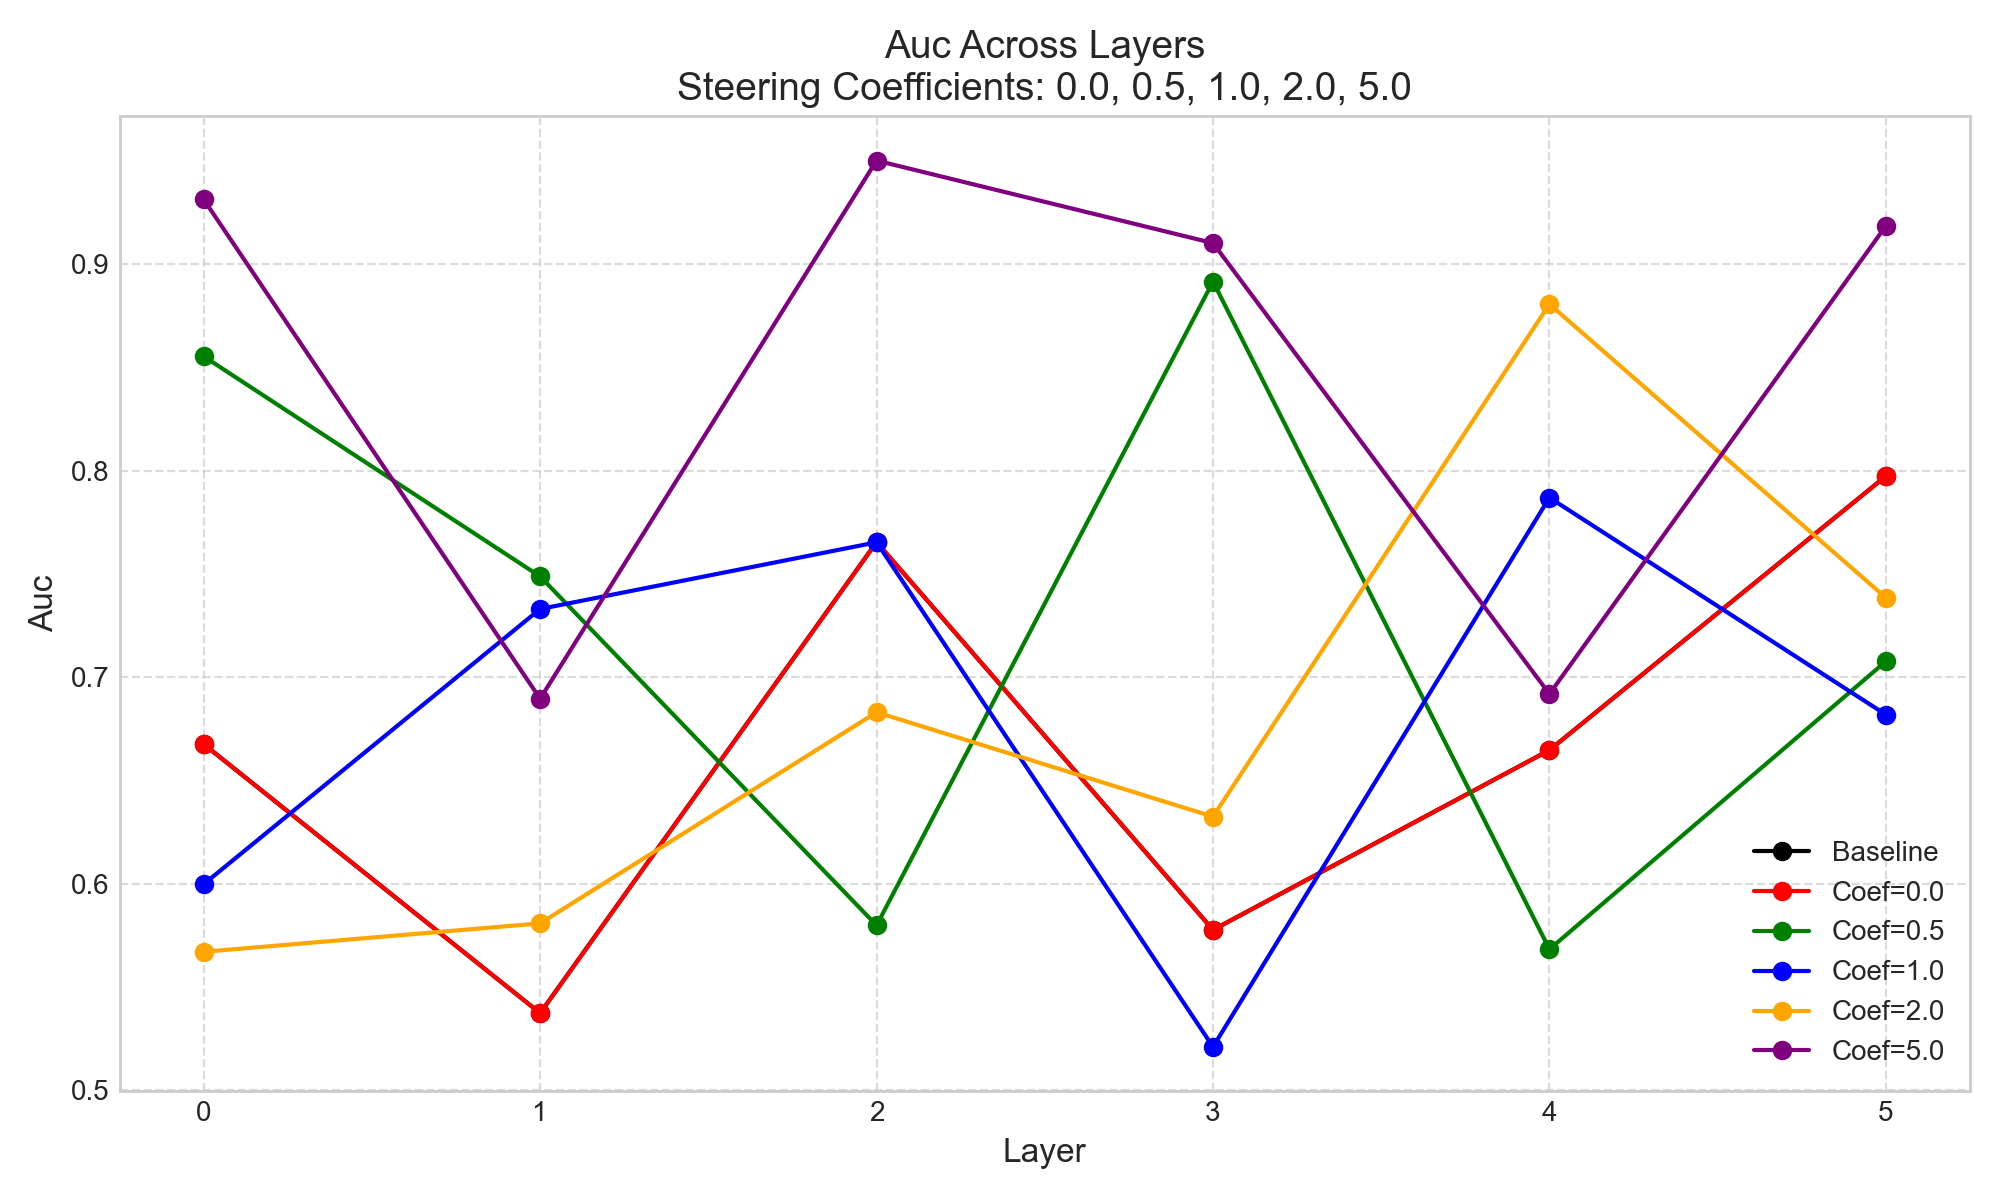 Auc Across Layers
Steering Coefficients: 0.0, 0.5, 1.0, 2.0, 5.0
Auc
0.9
0.8
0.7
0.6
0.5
0 1 2 3 4 5
Layer
Baseline
Coef=0.0
Coef=0.5
Coef=1.0
Coef=2.0
Coef=5.0